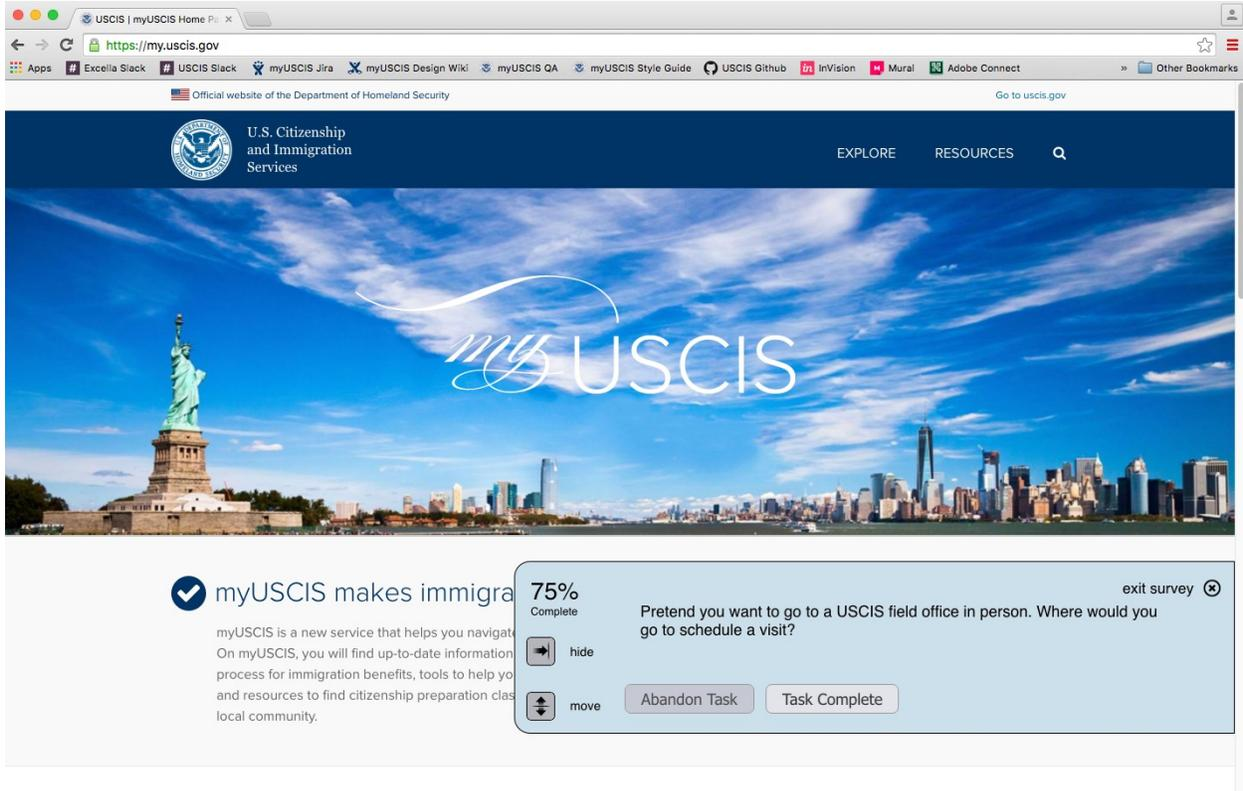 USCIS | myUSCIS Home Pa
https://my.uscis.gov
Apps # Excella Slack # USCIS Slack myUSCIS Jira myUSCIS Design Wiki myUSCIS QA myUSCIS Style Guide USCIS Github in InVision M Mural Adobe Connect » Other Bookmarks
Official website of the Department of Homeland Security Go to uscis.gov
U.S. Citizenship
and Immigration
Services
EXPLORE RESOURCES
my USCIS
myUSCIS makes immigra
myUSCIS is a new service that helps you navigate
On myUSCIS, you will find up-to-date information
process for immigration benefits, tools to help yo
and resources to find citizenship preparation clas
local community.
75%
Complete
exit survey
Pretend you want to go to a USCIS field office in person. Where would you
go to schedule a visit?
hide
move
Abandon Task Task Complete